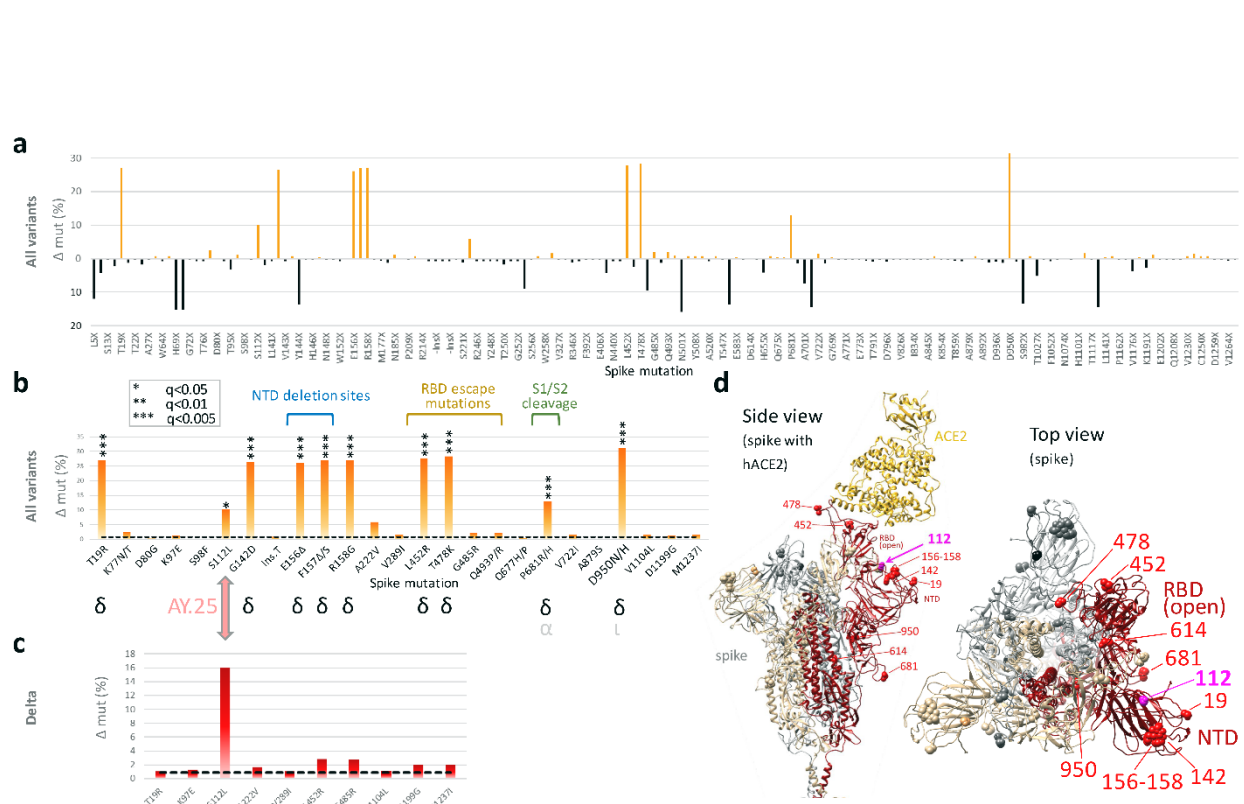 a
All variants
Δ mut (%)
30
20
10
0
10
20
L5X
S13X
T19X
T22X
A27X
W64X
H69X
G72X
T76X
D80X
T95X
S98X
S112X
L141X
V143X
Y144X
H146X
N148X
W152X
E156X
R158X
M177X
N185X
P209X
R214X
-InsX
-InsX
S221X
R246X
Y248X
T250X
G252X
S256X
W258X
V327X
R346X
F392X
E406X
N440X
L452X
T478X
G485X
Q493X
N501X
Y508X
A520X
T547X
E583X
D614X
H655X
Q675X
P681X
A701X
V722X
G769X
A771X
E773X
T791X
D796X
V826X
I834X
A845X
K854X
T859X
A879X
A892X
D936X
D950X
S982X
T1027X
F1052X
N1074X
H1101X
T1117X
L1141X
P1162X
V1176X
K1191X
E1202X
Q1208X
V1230X
C1250X
D1259X
V1264X
Spike mutation
b
* q<0.05
** q<0.01
*** q<0.005
NTD deletion sites
RBD escape
mutations
S1/S2
cleavage
All variants
Δ mut (%)
35
30
25
20
15
10
5
0
***
*
***
***
***
***
***
***
***
***
T19R
K77N/T
D80G
K97E
S98F
S112L
G142D
Ins.T
E156Δ
F157Δ/S
R158G
A222V
V289I
L452R
T478K
G485R
Q493P/R
Q677H/P
P681R/H
V722I
A879S
D950N/H
V1104L
D1199G
M1237I
Spike mutation
δ
AY.25
δ
δ
δ
δ
δ
δ
δ
δ
α
ι
c
Delta
Δ mut (%)
18
16
14
12
10
8
6
4
2
0
T19R
K97E
S112L
d
Side view
(spike with
hACE2)
ACE2
478
452
RBD
(open)
112
156-158
142
19
NTD
950
614
681
spike
Top view
(spike)
478
452
RBD
(open)
614
681
112
19
NTD
950
156-158
142